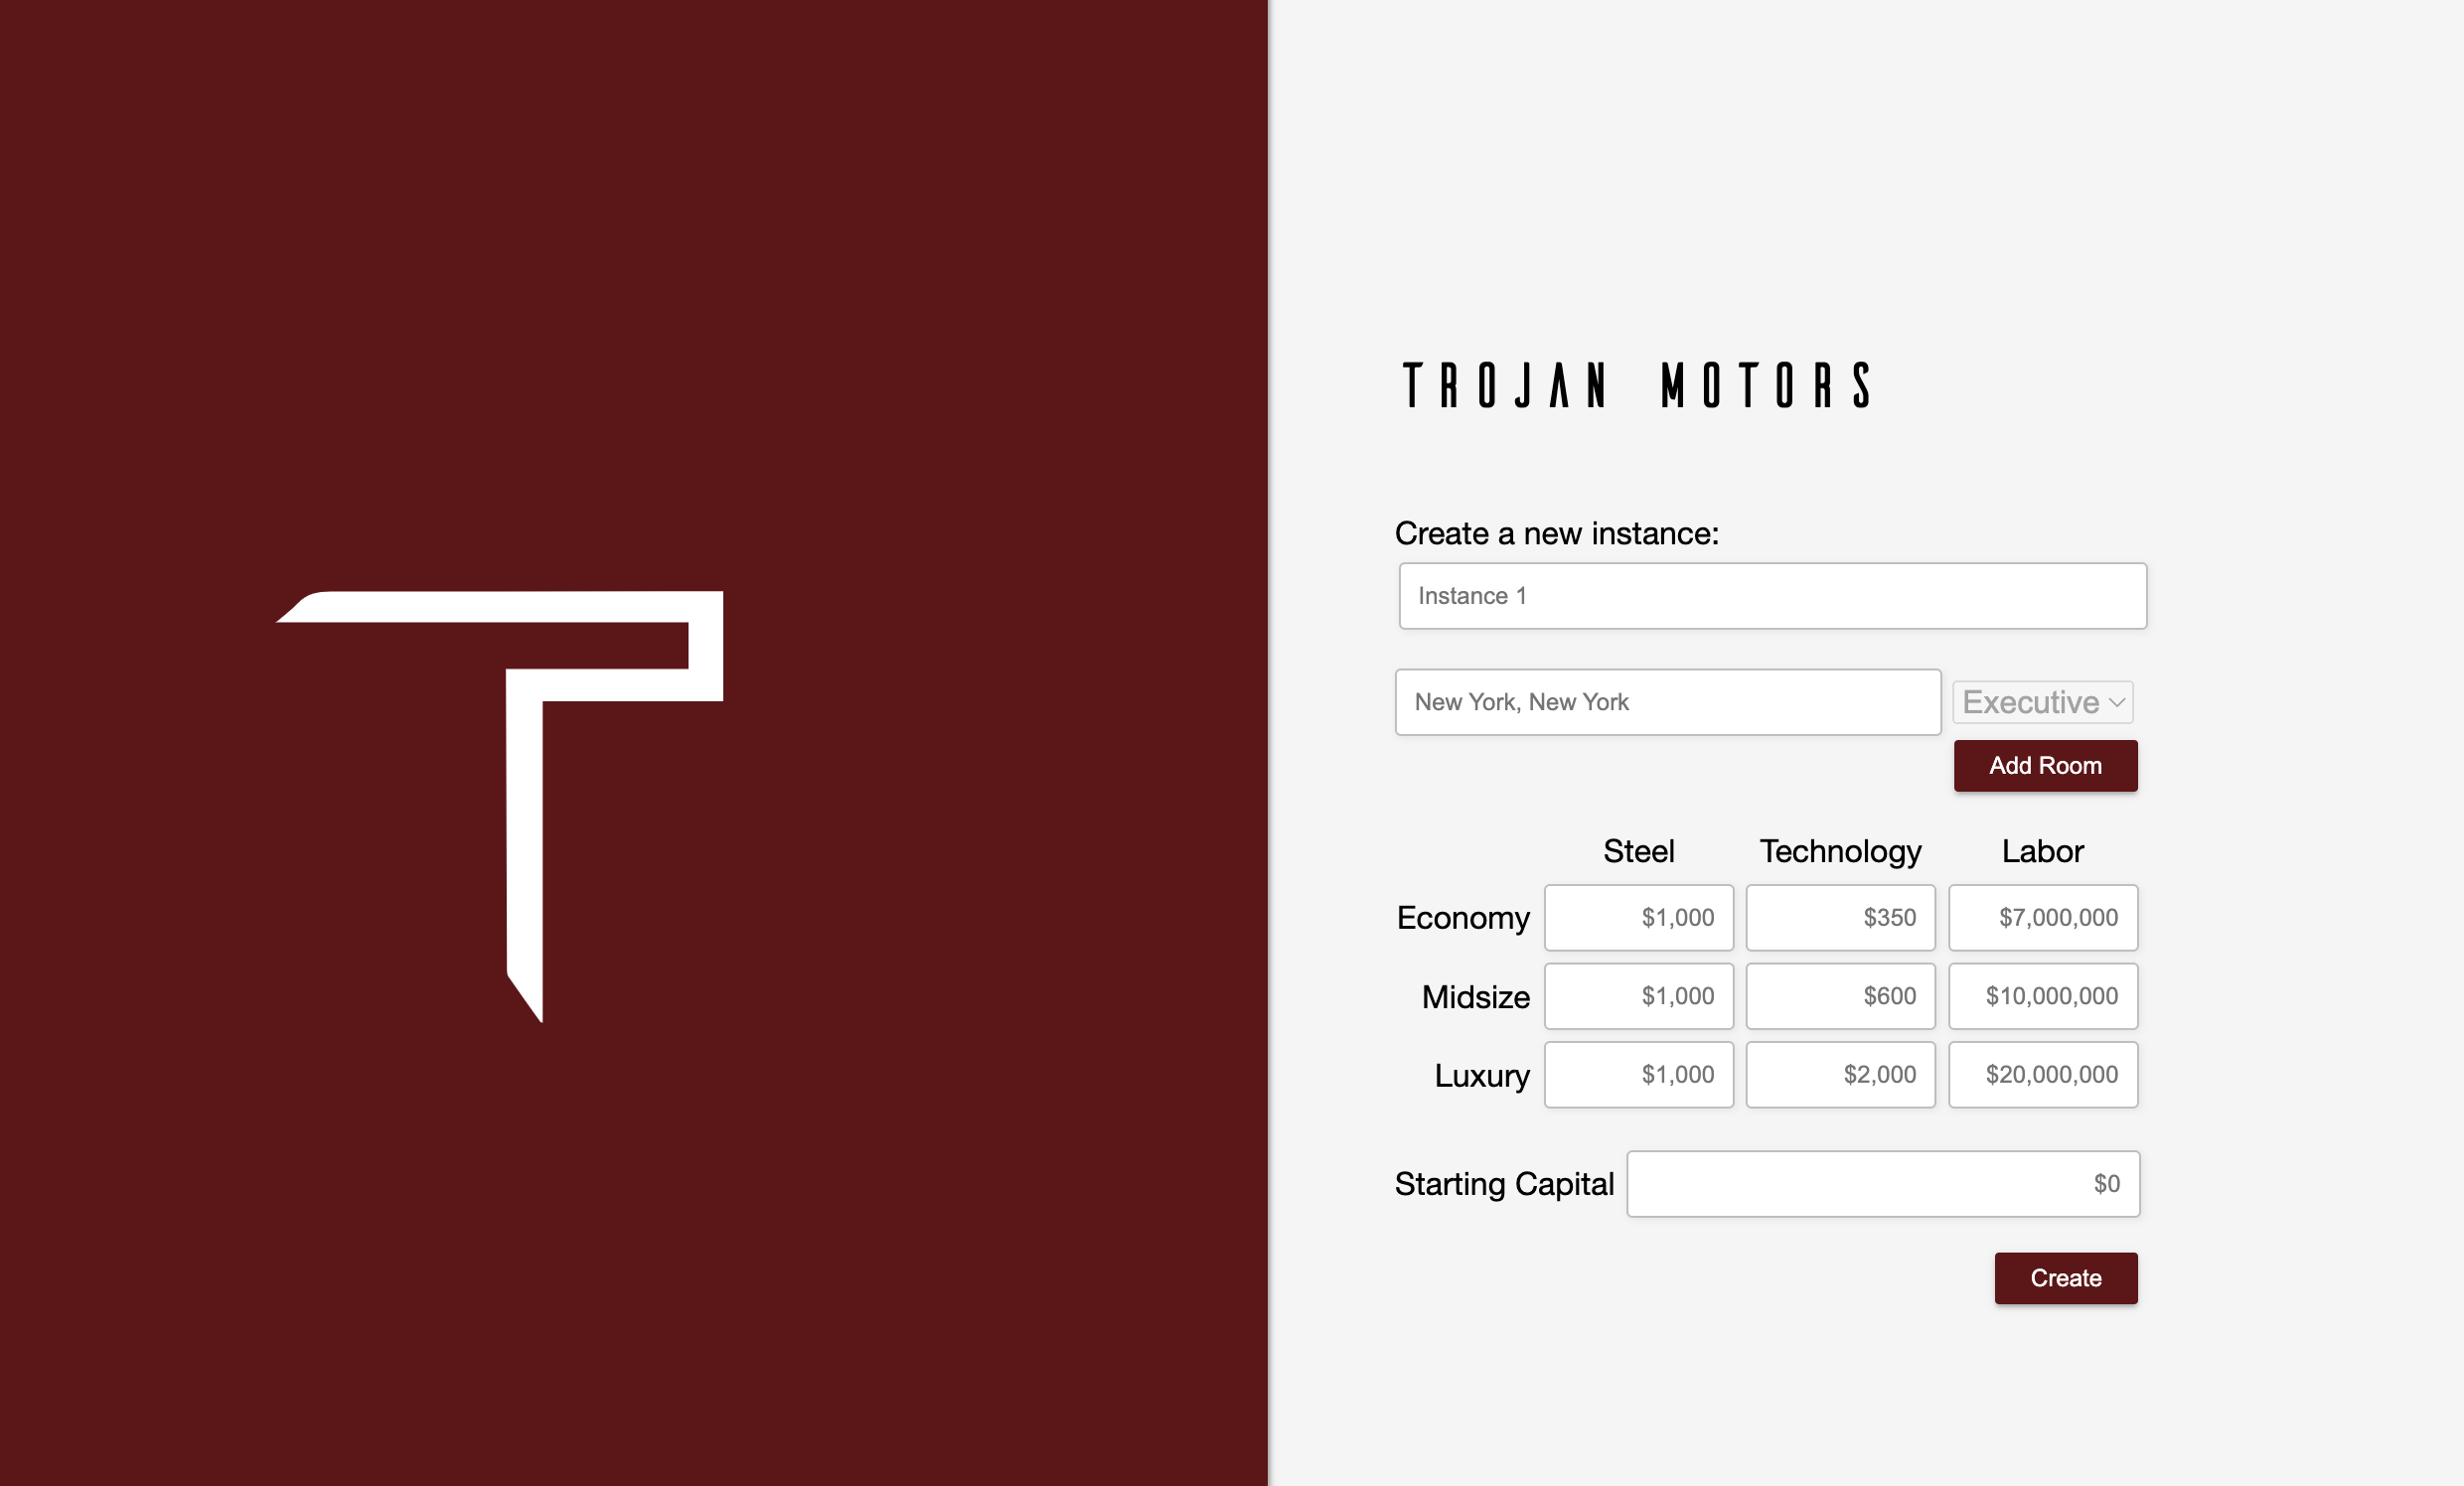 TROJAN MOTORS
Create a new instance:
Instance 1
New York, New York Executive
Add Room
Steel Technology Labor
Economy $1,000 $350 $7,000,000
Midsize $1,000 $600 $10,000,000
Luxury $1,000 $2,000 $20,000,000
Starting Capital $0
Create